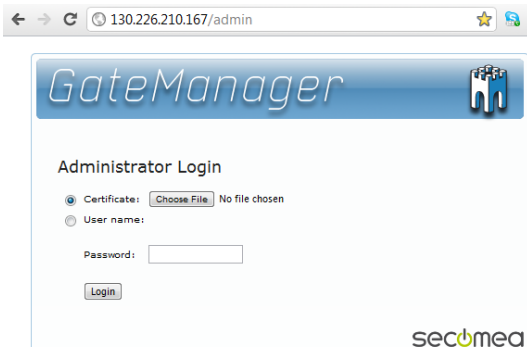 130.226.210.167/admin
GateManager
Administrator Login
Certificate: Choose File No file chosen
User name:
Password:
Login
secomea